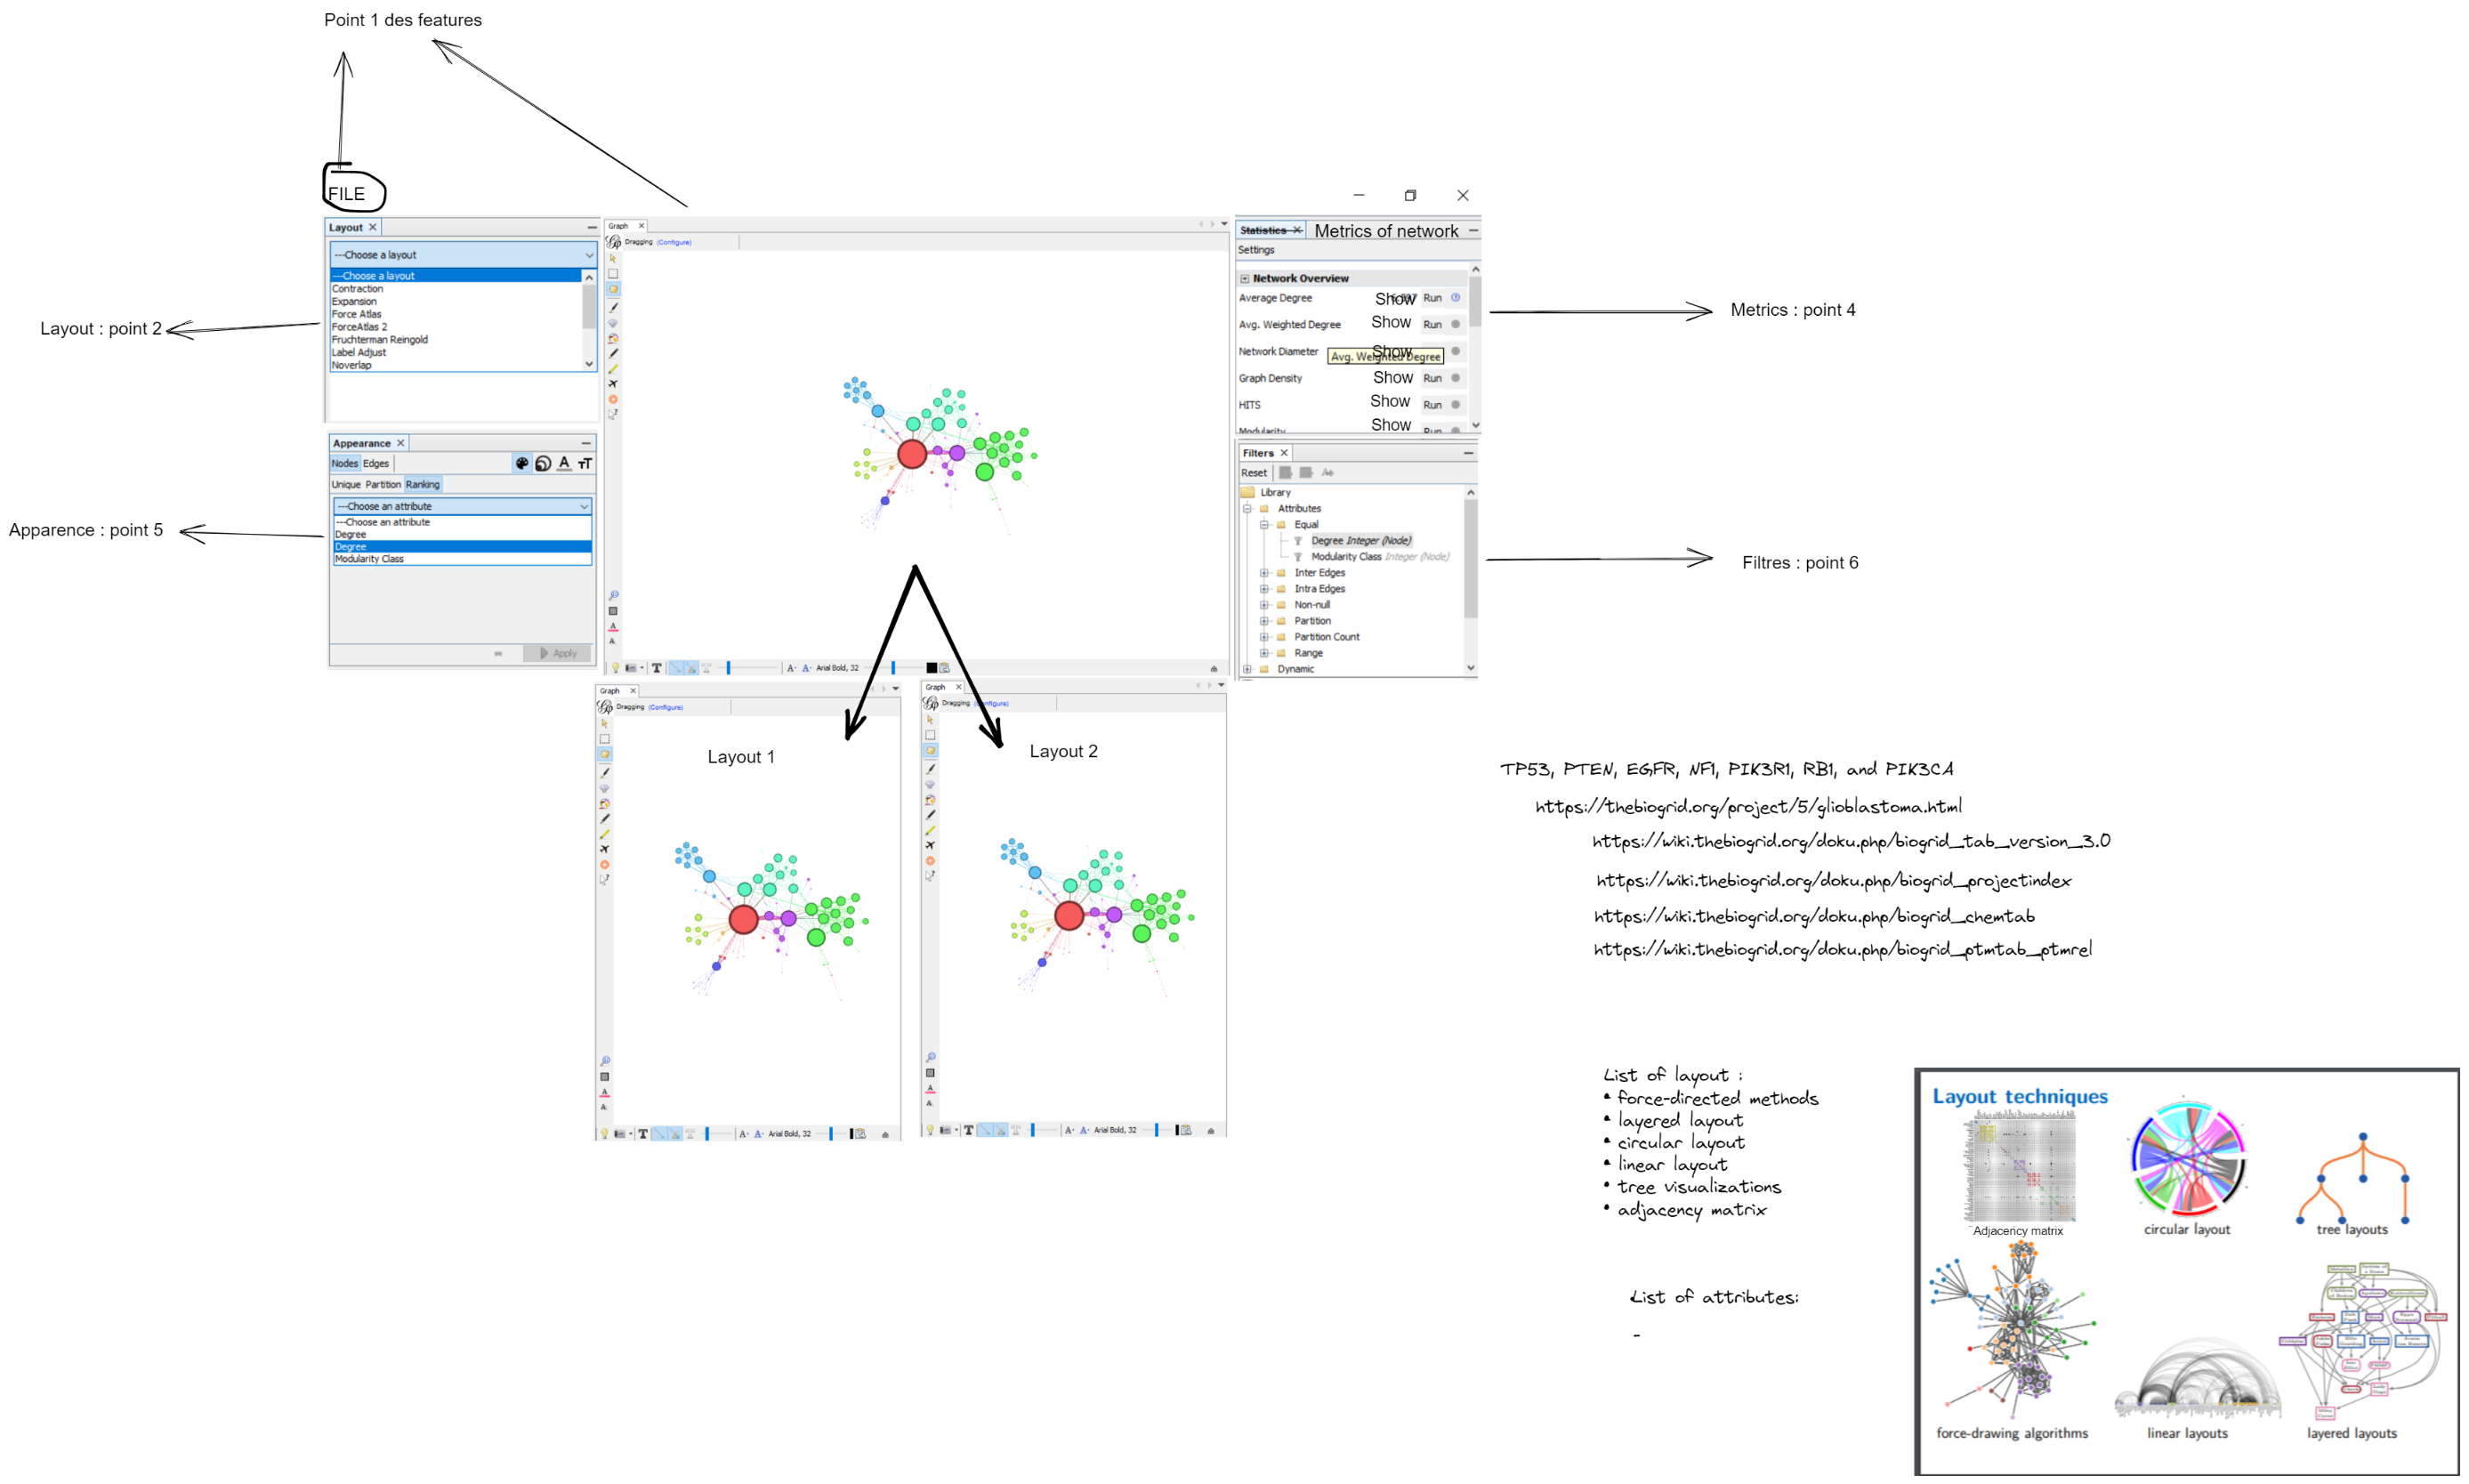 Point 1 des features
FILE
Layout
---Choose a layout
---Choose a layout
Contraction
Expansion
Force Atlas
ForceAtlas 2
Fruchterman Reingold
Label Adjust
Noverlap
Layout : point 2
Appearance
Nodes Edges
Unique Partition Ranking
---Choose an attribute
---Choose an attribute
Degree
Degree
Modularity Class
Apply
Apparence : point 5
Graph
Dragging (Configure)
Arial Bold, 32
Statistics
Metrics of network
Settings
Network Overview
Average Degree Show Run
Avg. Weighted Degree Show Run
Network Diameter Show
Avg. Weighted Degree
Graph Density Show Run
HITS Show Run
Modularity Show Run
Metrics : point 4
Filters
Reset
Library
Attributes
Equal
Degree Integer (Node)
Modularity Class Integer (Node)
Inter Edges
Intra Edges
Non-null
Partition
Partition Count
Range
Dynamic
Filtres : point 6
Graph
Dragging (Configure)
Layout 1
Arial Bold, 32
Graph
Dragging (Configure)
Layout 2
Arial Bold, 32
TP53, PTEN, EGFR, NF1, PIK3R1, RB1, and PIK3CA
https://thebiogrid.org/project/5/glioblastoma.html
https://wiki.thebiogrid.org/doku.php/biogrid_tab_version_3.0
https://wiki.thebiogrid.org/doku.php/biogrid_projectindex
https://wiki.thebiogrid.org/doku.php/biogrid_chemtab
https://wiki.thebiogrid.org/doku.php/biogrid_ptmtab_ptmrel
List of layout :
• force-directed methods
• layered layout
• circular layout
• linear layout
• tree visualizations
• adjacency matrix
List of attributes:
-
Layout techniques
Adjacency matrix
circular layout
tree layouts
force-drawing algorithms
linear layouts
layered layouts